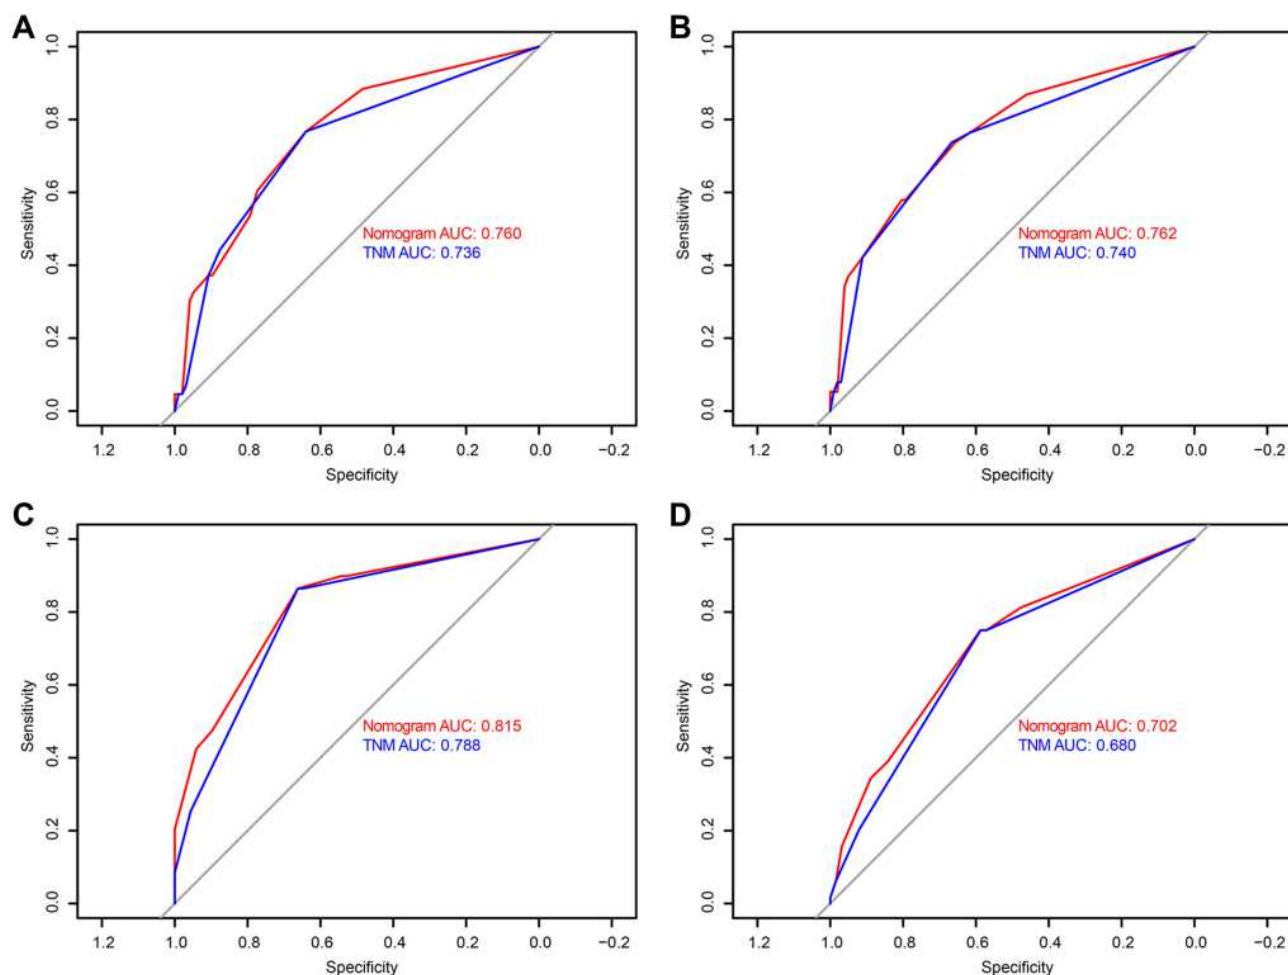 A
1.0
0.8
0.6
0.4
0.2
0.0
Sensitivity
Nomogram AUC: 0.760
TNM AUC: 0.736
1.2 1.0 0.8 0.6 0.4 0.2 0.0 −0.2
Specificity
B
1.0
0.8
0.6
0.4
0.2
0.0
Sensitivity
Nomogram AUC: 0.762
TNM AUC: 0.740
1.2 1.0 0.8 0.6 0.4 0.2 0.0 −0.2
Specificity
C
1.0
0.8
0.6
0.4
0.2
0.0
Sensitivity
Nomogram AUC: 0.815
TNM AUC: 0.788
1.2 1.0 0.8 0.6 0.4 0.2 0.0 −0.2
Specificity
D
1.0
0.8
0.6
0.4
0.2
0.0
Sensitivity
Nomogram AUC: 0.702
TNM AUC: 0.680
1.2 1.0 0.8 0.6 0.4 0.2 0.0 −0.2
Specificity